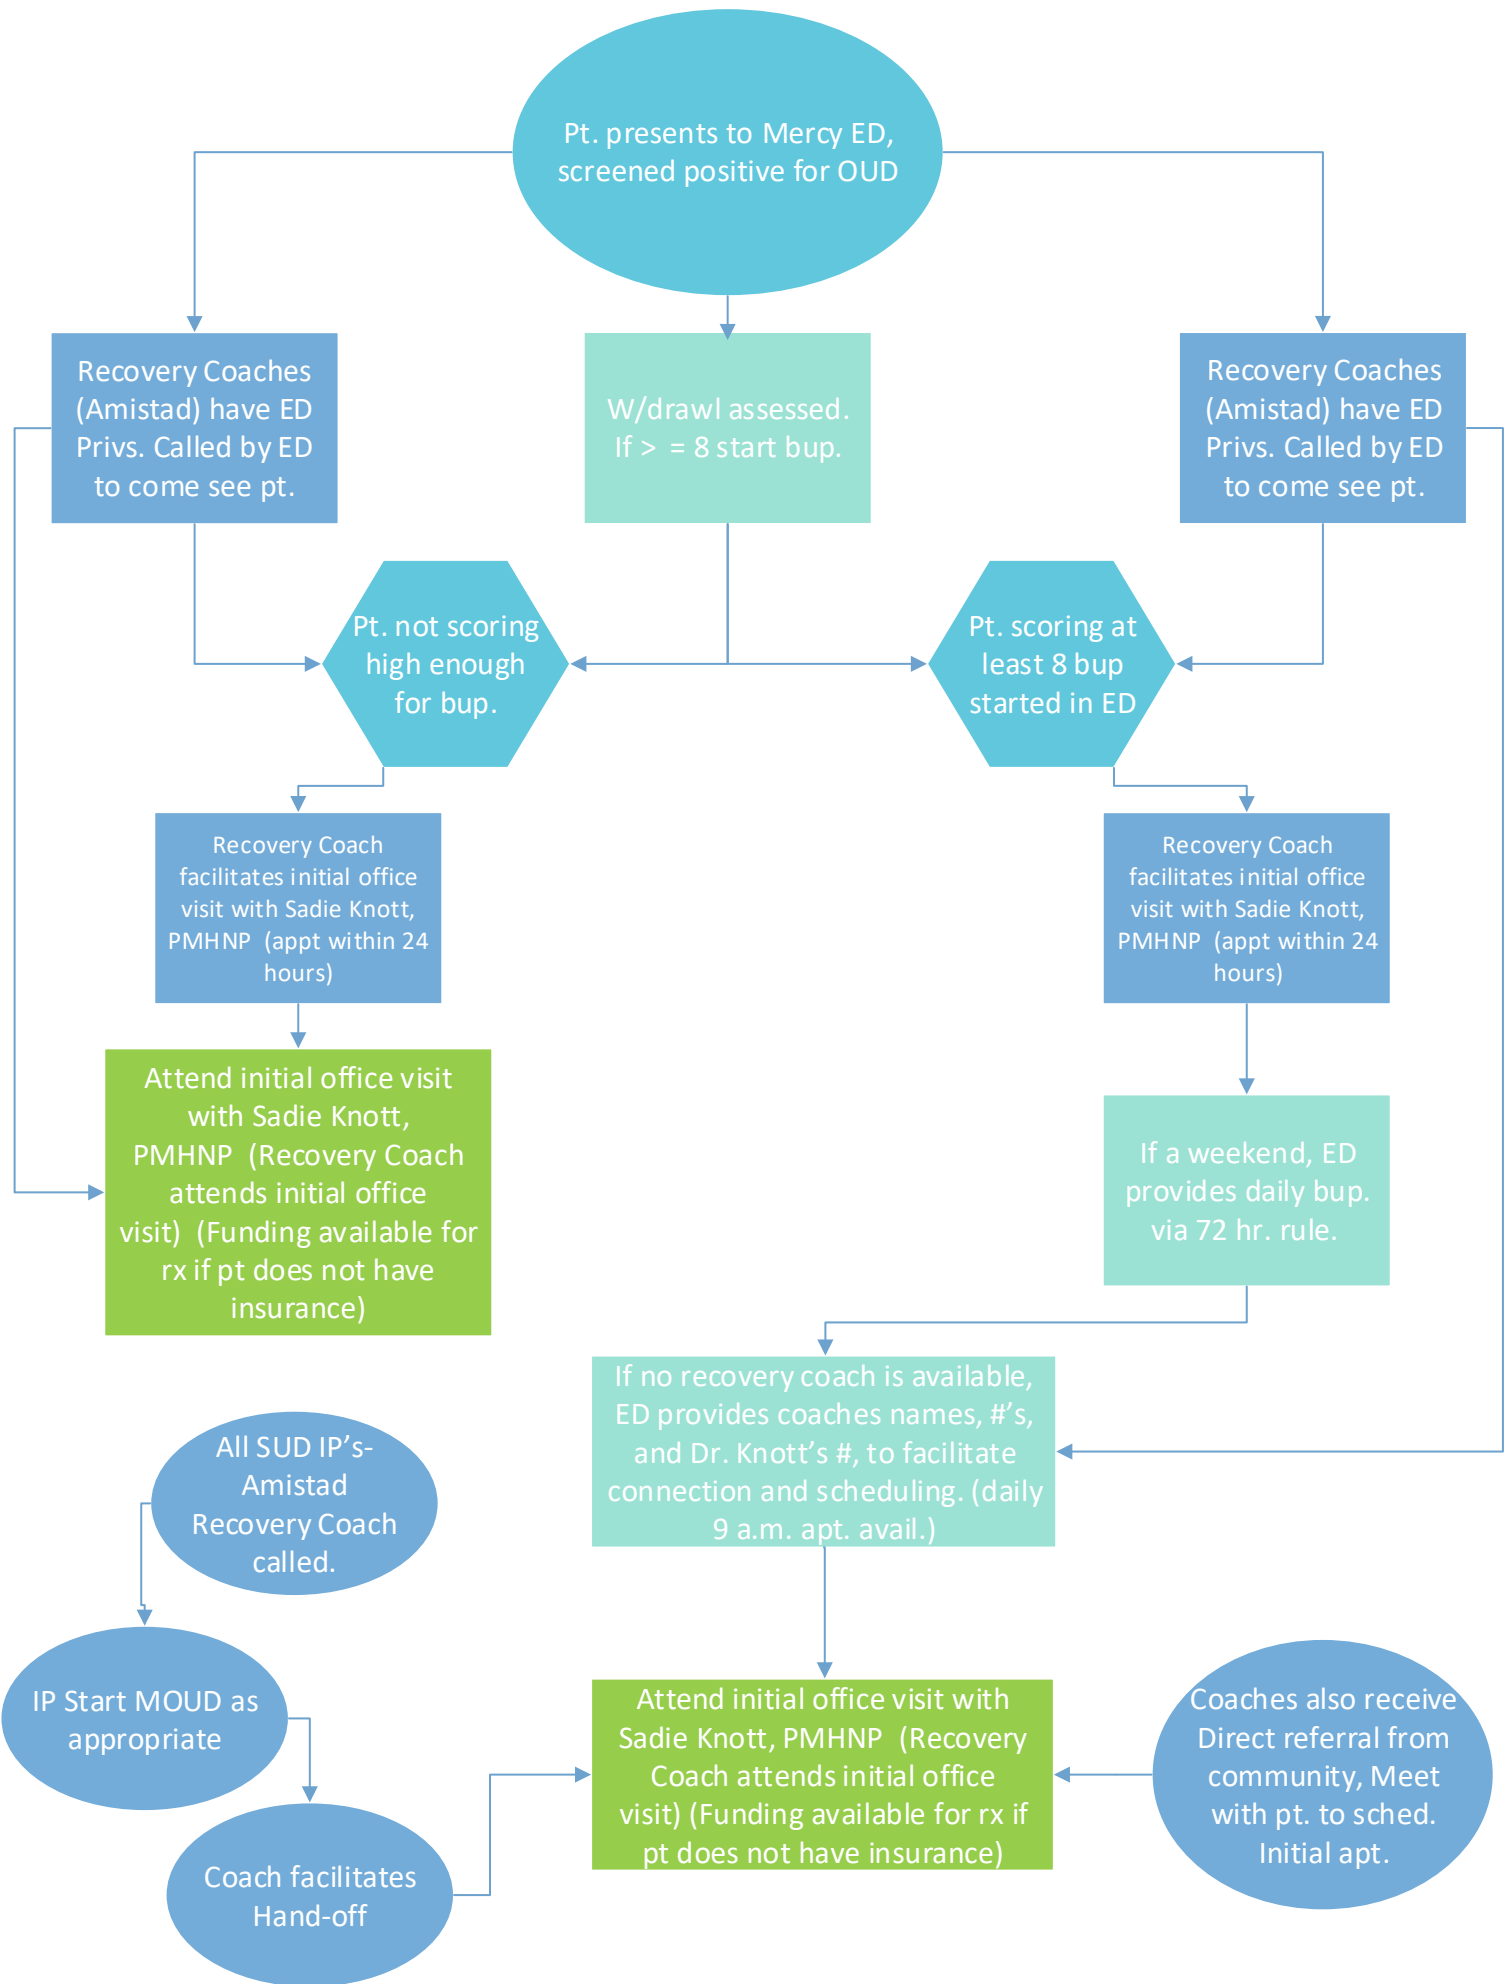 Pt. presents to Mercy ED,
screened positive for OUD
Recovery Coaches
(Amistad) have ED
Privs. Called by ED
to come see pt.
W/drawl assessed.
If > = 8 start bup.
Recovery Coaches
(Amistad) have ED
Privs. Called by ED
to come see pt.
Pt. not scoring
high enough
for bup.
Pt. scoring at
least 8 bup
started in ED
Recovery Coach
facilitates initial office
visit with Sadie Knott,
PMHNP (appt within 24
hours)
Recovery Coach
facilitates initial office
visit with Sadie Knott,
PMHNP (appt within 24
hours)
Attend initial office visit
with Sadie Knott,
PMHNP (Recovery Coach
attends initial office
visit) (Funding available for
rx if pt does not have
insurance)
If a weekend, ED
provides daily bup.
via 72 hr. rule.
If no recovery coach is available,
ED provides coaches names, #’s,
and Dr. Knott’s #, to facilitate
connection and scheduling. (daily
9 a.m. apt. avail.)
All SUD IP’s-
Amistad
Recovery Coach
called.
IP Start MOUD as
appropriate
Coach facilitates
Hand-off
Attend initial office visit with
Sadie Knott, PMHNP (Recovery
Coach attends initial office
visit) (Funding available for rx if
pt does not have insurance)
Coaches also receive
Direct referral from
community, Meet
with pt. to sched.
Initial apt.